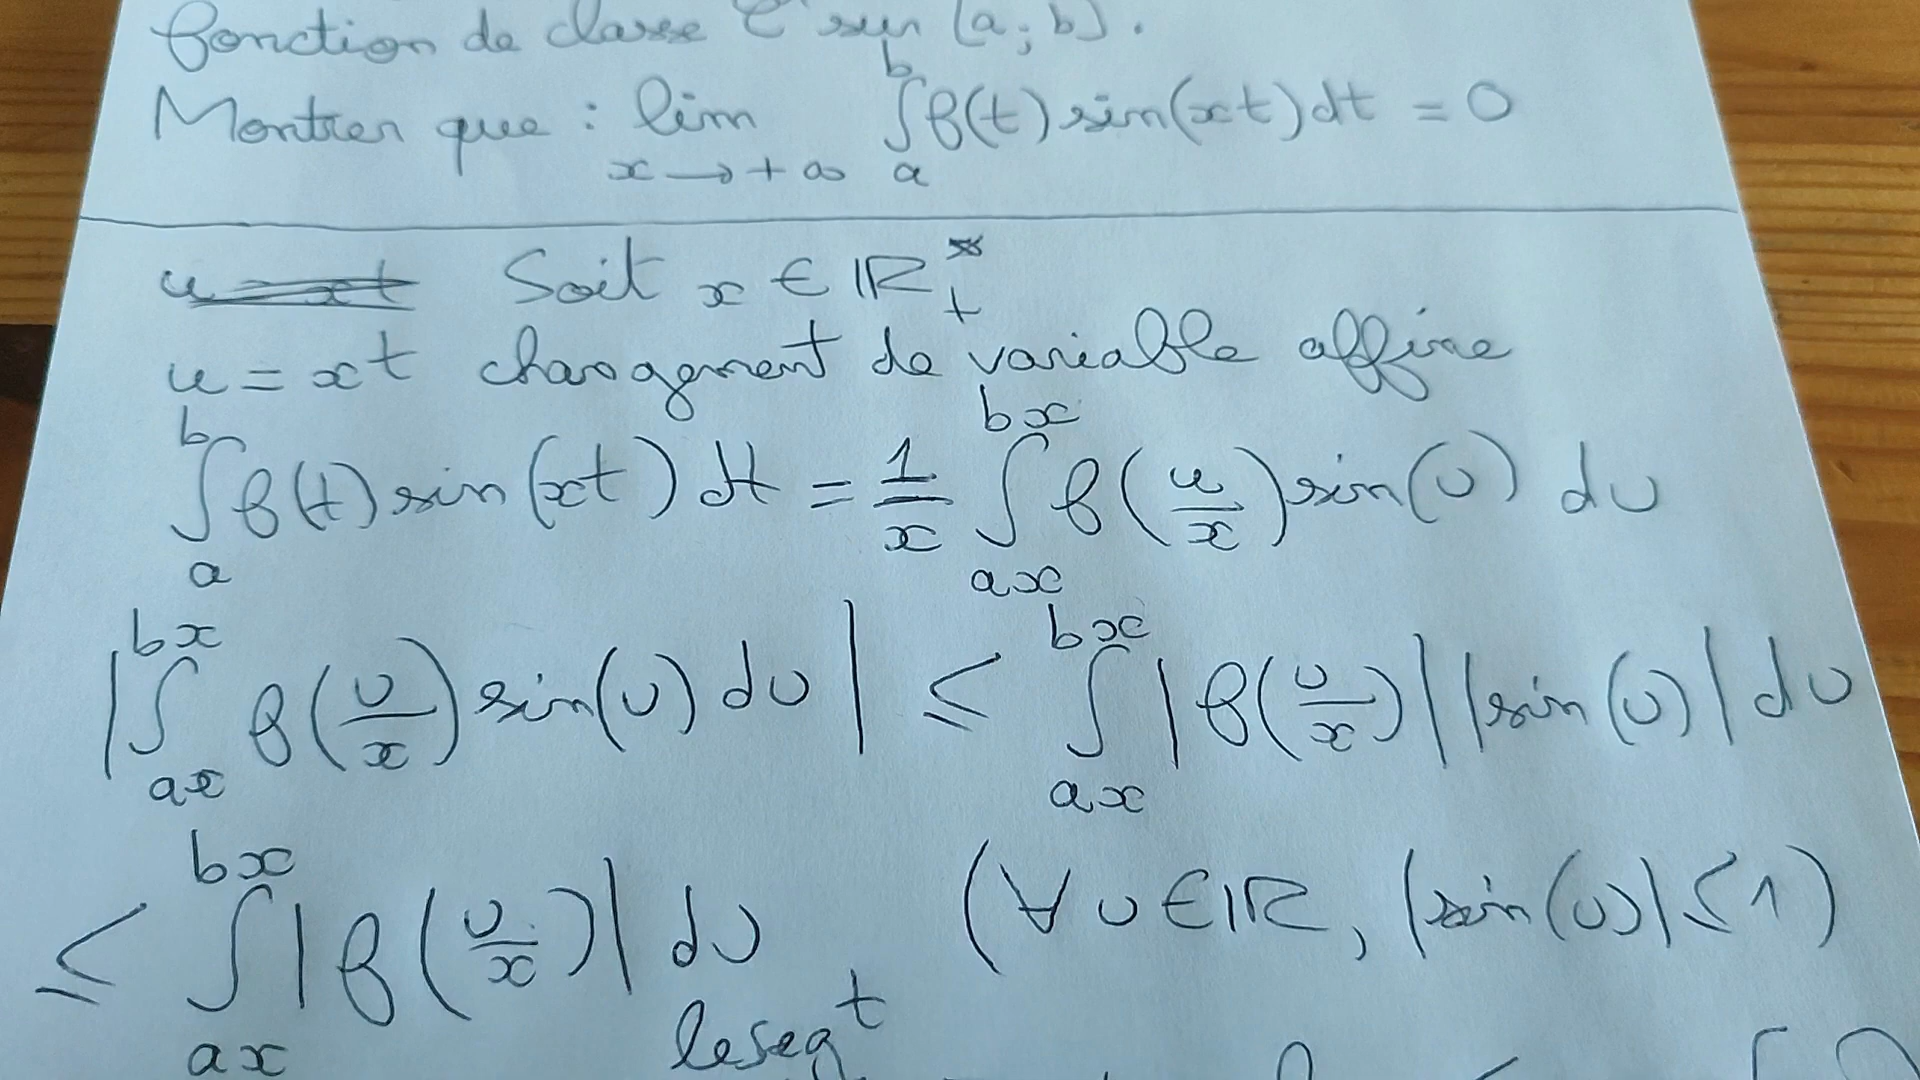 fonction de classe C sur [a; b].
Montrer que : lim_{x→+∞} ∫_a^b f(t) sin(xt) dt = 0
Soit x ∈ ℝ₊*
u = xt changement de variable affine
∫_a^b f(t) sin(xt) dt = 1/x ∫_{ax}^{bx} f(u/x) sin(u) du
|∫_{ax}^{bx} f(u/x) sin(u) du| ≤ ∫_{ax}^{bx} |f(u/x)| |sin(u)| du
≤ ∫_{ax}^{bx} |f(u/x)| du (∀u∈ℝ, |sin(u)| ≤ 1)
le segt